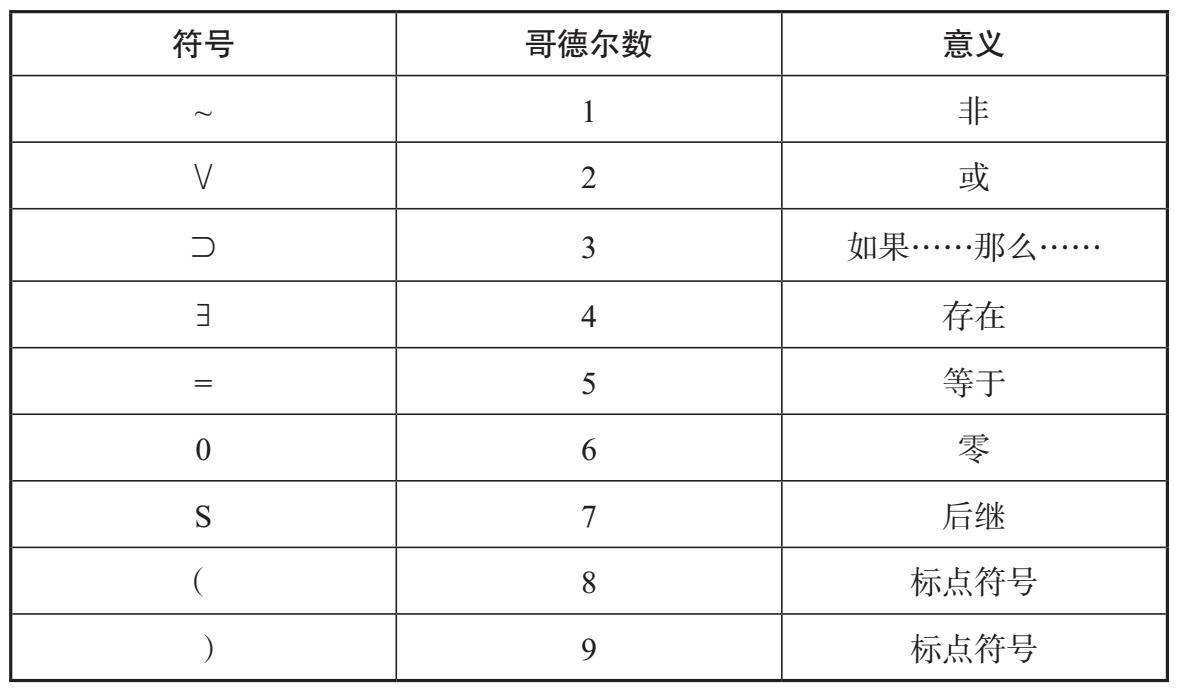 符号 哥德尔数 意义
~ 1 非
∨ 2 或
⊃ 3 如果……那么……
∃ 4 存在
= 5 等于
0 6 零
S 7 后继
( 8 标点符号
) 9 标点符号